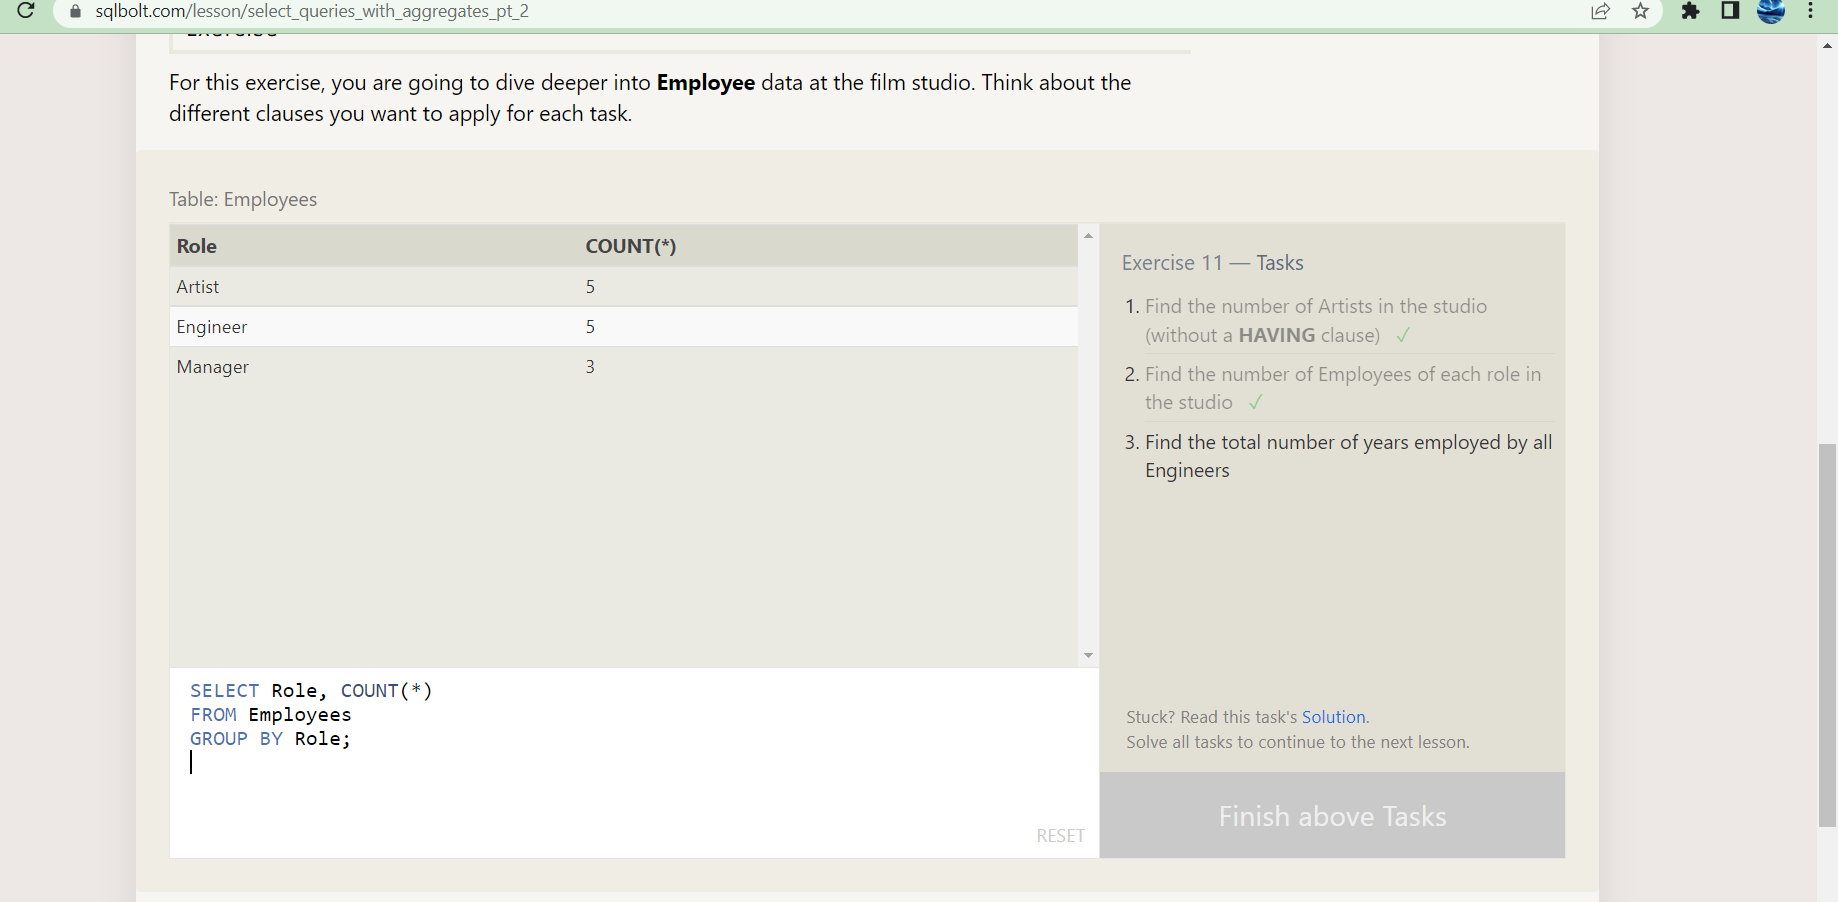 sqlbolt.com/lesson/select_queries_with_aggregates_pt_2
For this exercise, you are going to dive deeper into Employee data at the film studio. Think about the
different clauses you want to apply for each task.
Table: Employees
Role COUNT(*)
Artist 5
Engineer 5
Manager 3
SELECT Role, COUNT(*)
FROM Employees
GROUP BY Role;
RESET
Exercise 11 — Tasks
1. Find the number of Artists in the studio
(without a HAVING clause) ✓
2. Find the number of Employees of each role in
the studio ✓
3. Find the total number of years employed by all
Engineers
Stuck? Read this task's Solution.
Solve all tasks to continue to the next lesson.
Finish above Tasks